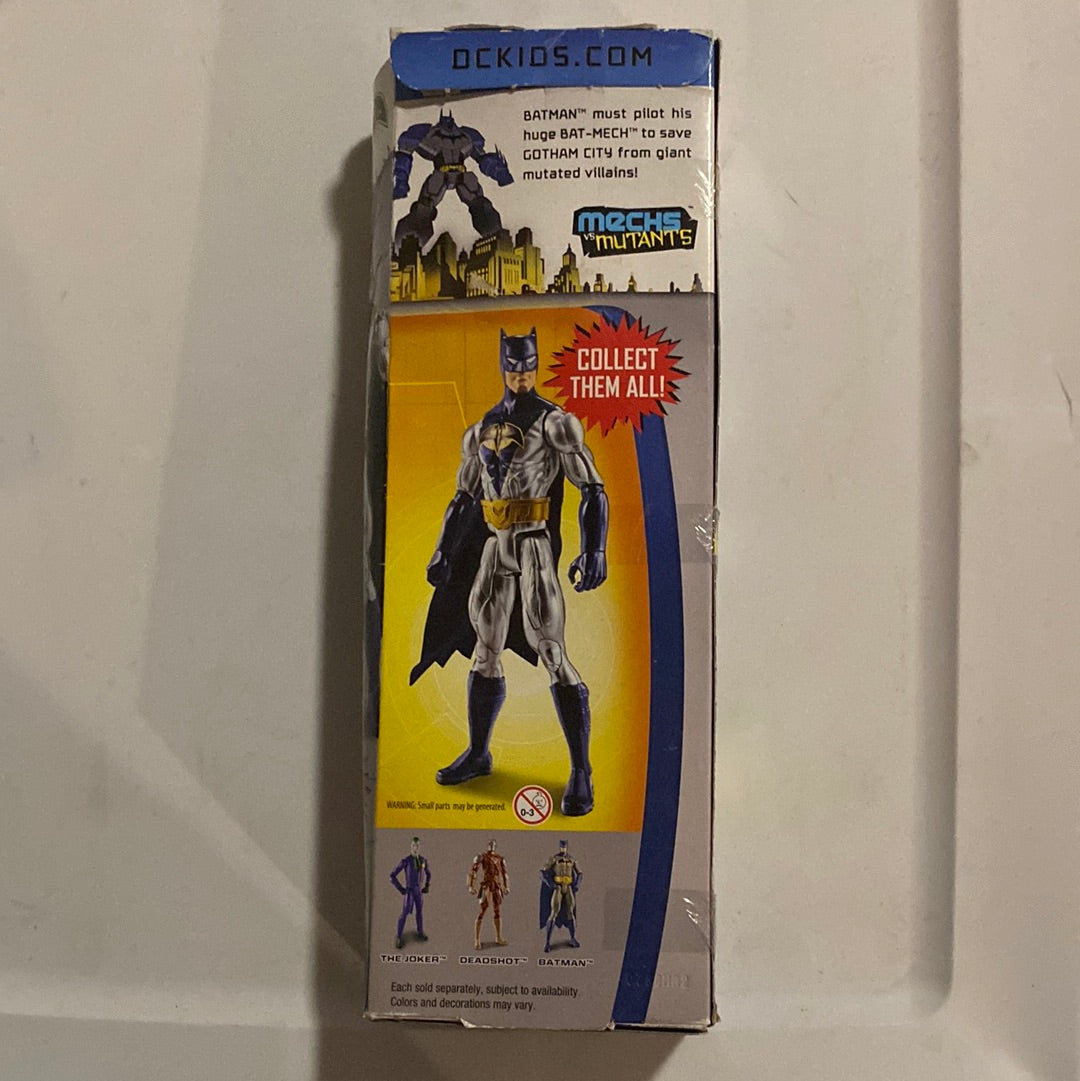 DCKIDS.COM
BATMAN™ must pilot his
huge BAT-MECH™ to save
GOTHAM CITY from giant
mutated villains!
MECHS™
VS MUTANTS
COLLECT
THEM ALL!
WARNING: Small parts may be generated.
0-3
THE JOKER™ DEADSHOT™ BATMAN™
Each sold separately, subject to availability.
Colors and decorations may vary.